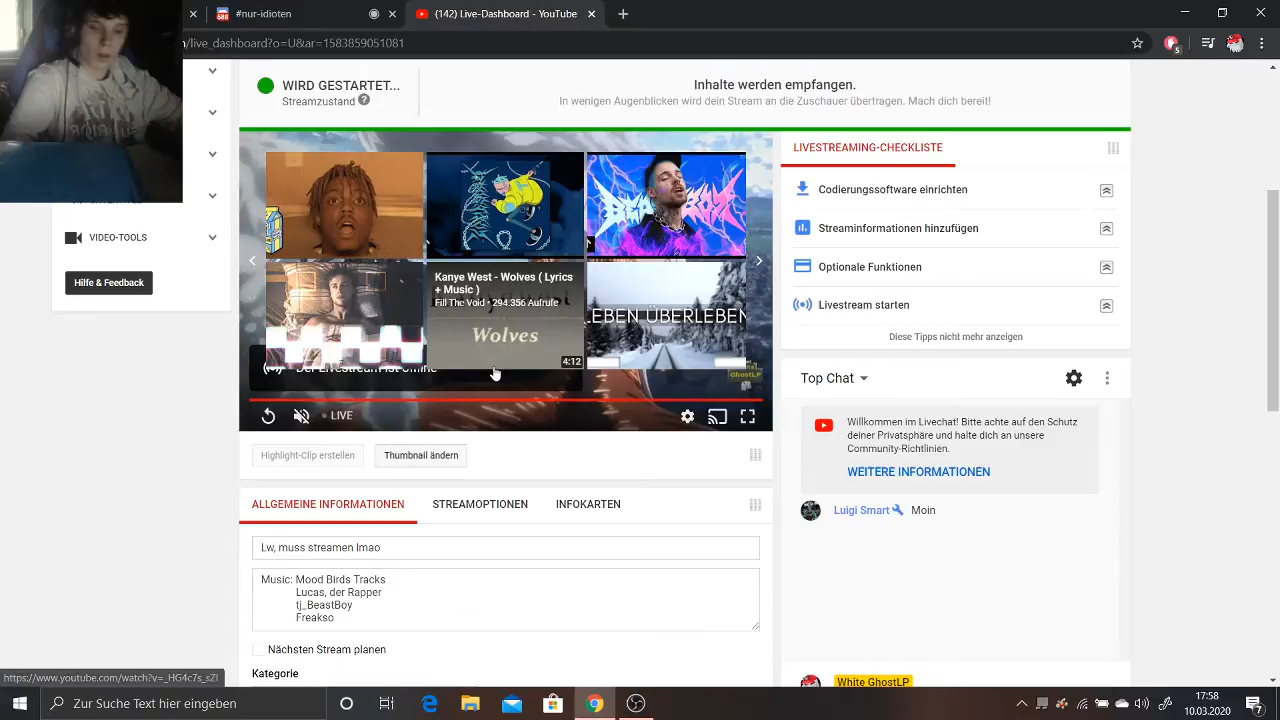 #nur-idioten
(142) Live-Dashboard - YouTube
n/live_dashboard?o=U&ar=1583859051081
5
WIRD GESTARTET...
Streamzustand
Inhalte werden empfangen.
In wenigen Augenblicken wird dein Stream an die Zuschauer übertragen. Mach dich bereit!
VIDEO-TOOLS
Hilfe & Feedback
Kanye West - Wolves ( Lyrics
+ Music )
Fill The Void • 294.356 Aufrufe
Wolves
4:12
LEBEN ÜBERLEBEN
Der Livestream ist offline
GhostLP
LIVE
Highlight-Clip erstellen
Thumbnail ändern
ALLGEMEINE INFORMATIONEN
STREAMOPTIONEN
INFOKARTEN
Lw, muss streamen lmao
Music: Mood Birds Tracks
Lucas, der Rapper
tj_BeastBoy
Freakso
Nächsten Stream planen
Kategorie
LIVESTREAMING-CHECKLISTE
Codierungssoftware einrichten
Streaminformationen hinzufügen
Optionale Funktionen
Livestream starten
Diese Tipps nicht mehr anzeigen
Top Chat
Willkommen im Livechat! Bitte achte auf den Schutz
deiner Privatsphäre und halte dich an unsere
Community-Richtlinien.
WEITERE INFORMATIONEN
Luigi Smart Moin
White GhostLP
https://www.youtube.com/watch?v=_HG4c7s_sZI
Zur Suche Text hier eingeben
17:58
10.03.2020